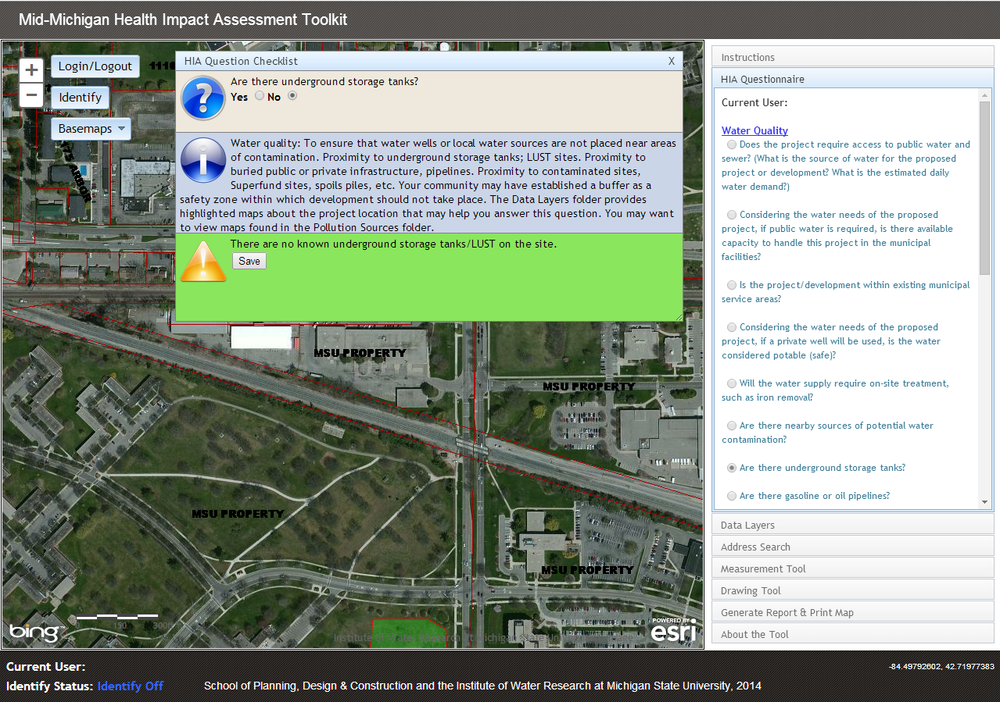 Mid-Michigan Health Impact Assessment Toolkit
+
−
Login/Logout
Identify
Basemaps
HIA Question Checklist
X
Are there underground storage tanks?
Yes No
Water quality: To ensure that water wells or local water sources are not placed near areas
of contamination. Proximity to underground storage tanks; LUST sites. Proximity to
buried public or private infrastructure, pipelines. Proximity to contaminated sites,
Superfund sites, spoils piles, etc. Your community may have established a buffer as a
safety zone within which development should not take place. The Data Layers folder provides
highlighted maps about the project location that may help you answer this question. You may want
to view maps found in the Pollution Sources folder.
There are no known underground storage tanks/LUST on the site.
Save
MSU PROPERTY
MSU PROPERTY
MSU PROPERTY
MSU PROPERTY
bing™
0 150 300ft
POWERED BY
esri
Instructions
HIA Questionnaire
Current User:
Water Quality
Does the project require access to public water and
sewer? (What is the source of water for the proposed
project or development? What is the estimated daily
water demand?)
Considering the water needs of the proposed
project, if public water is required, is there available
capacity to handle this project in the municipal
facilities?
Is the project/development within existing municipal
service areas?
Considering the water needs of the proposed
project, if a private well will be used, is the water
considered potable (safe)?
Will the water supply require on-site treatment,
such as iron removal?
Are there nearby sources of potential water
contamination?
Are there underground storage tanks?
Are there gasoline or oil pipelines?
Data Layers
Address Search
Measurement Tool
Drawing Tool
Generate Report & Print Map
About the Tool
Current User:
Identify Status: Identify Off
School of Planning, Design & Construction and the Institute of Water Research at Michigan State University, 2014
-84.49792602, 42.71977383